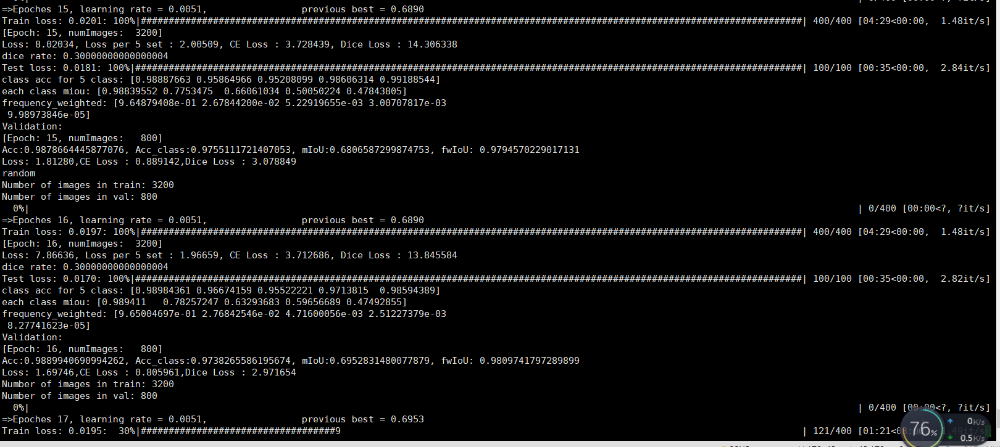 =>Epoches 15, learning rate = 0.0051,                 previous best = 0.6890
Train loss: 0.0201: 100%|#######################################################################################################################| 400/400 [04:29<00:00,  1.48it/s]
[Epoch: 15, numImages:  3200]
Loss: 8.02034, Loss per 5 set : 2.00509, CE Loss : 3.728439, Dice Loss : 14.306338
dice rate: 0.30000000000000004
Test loss: 0.0181: 100%|########################################################################################################################| 100/100 [00:35<00:00,  2.84it/s]
class acc for 5 class: [0.98887663 0.95864966 0.95208099 0.98606314 0.99188544]
each class miou: [0.98839552 0.7753475  0.66061034 0.50050224 0.47843805]
frequency_weighted: [9.64879408e-01 2.67844200e-02 5.22919655e-03 3.00707817e-03
 9.98973846e-05]
Validation:
[Epoch: 15, numImages:   800]
Acc:0.9878664445877076, Acc_class:0.9755111721407053, mIoU:0.6806587299874753, fwIoU: 0.9794570229017131
Loss: 1.81280,CE Loss : 0.889142,Dice Loss : 3.078849
random
Number of images in train: 3200
Number of images in val: 800
  0%|                                                                                                                       | 0/400 [00:00<?, ?it/s]
=>Epoches 16, learning rate = 0.0051,                 previous best = 0.6890
Train loss: 0.0197: 100%|#######################################################################################################################| 400/400 [04:29<00:00,  1.48it/s]
[Epoch: 16, numImages:  3200]
Loss: 7.86636, Loss per 5 set : 1.96659, CE Loss : 3.712686, Dice Loss : 13.845584
dice rate: 0.30000000000000004
Test loss: 0.0170: 100%|########################################################################################################################| 100/100 [00:35<00:00,  2.82it/s]
class acc for 5 class: [0.98984361 0.96674159 0.95522221 0.9713815  0.98594389]
each class miou: [0.989411   0.78257247 0.63293683 0.59656689 0.47492855]
frequency_weighted: [9.65004697e-01 2.76842546e-02 4.71600056e-03 2.51227379e-03
 8.27741623e-05]
Validation:
[Epoch: 16, numImages:   800]
Acc:0.9889940690994262, Acc_class:0.9738265586195674, mIoU:0.6952831480077879, fwIoU: 0.9809741797289899
Loss: 1.69746,CE Loss : 0.805961,Dice Loss : 2.971654
Number of images in train: 3200
Number of images in val: 800
  0%|                                                                                                                       | 0/400 [00:00<?, ?it/s]
=>Epoches 17, learning rate = 0.0051,                 previous best = 0.6953
Train loss: 0.0195:  30%|###################################9                                                                                   | 121/400 [01:21<
76%
0K/s
0.5K/s